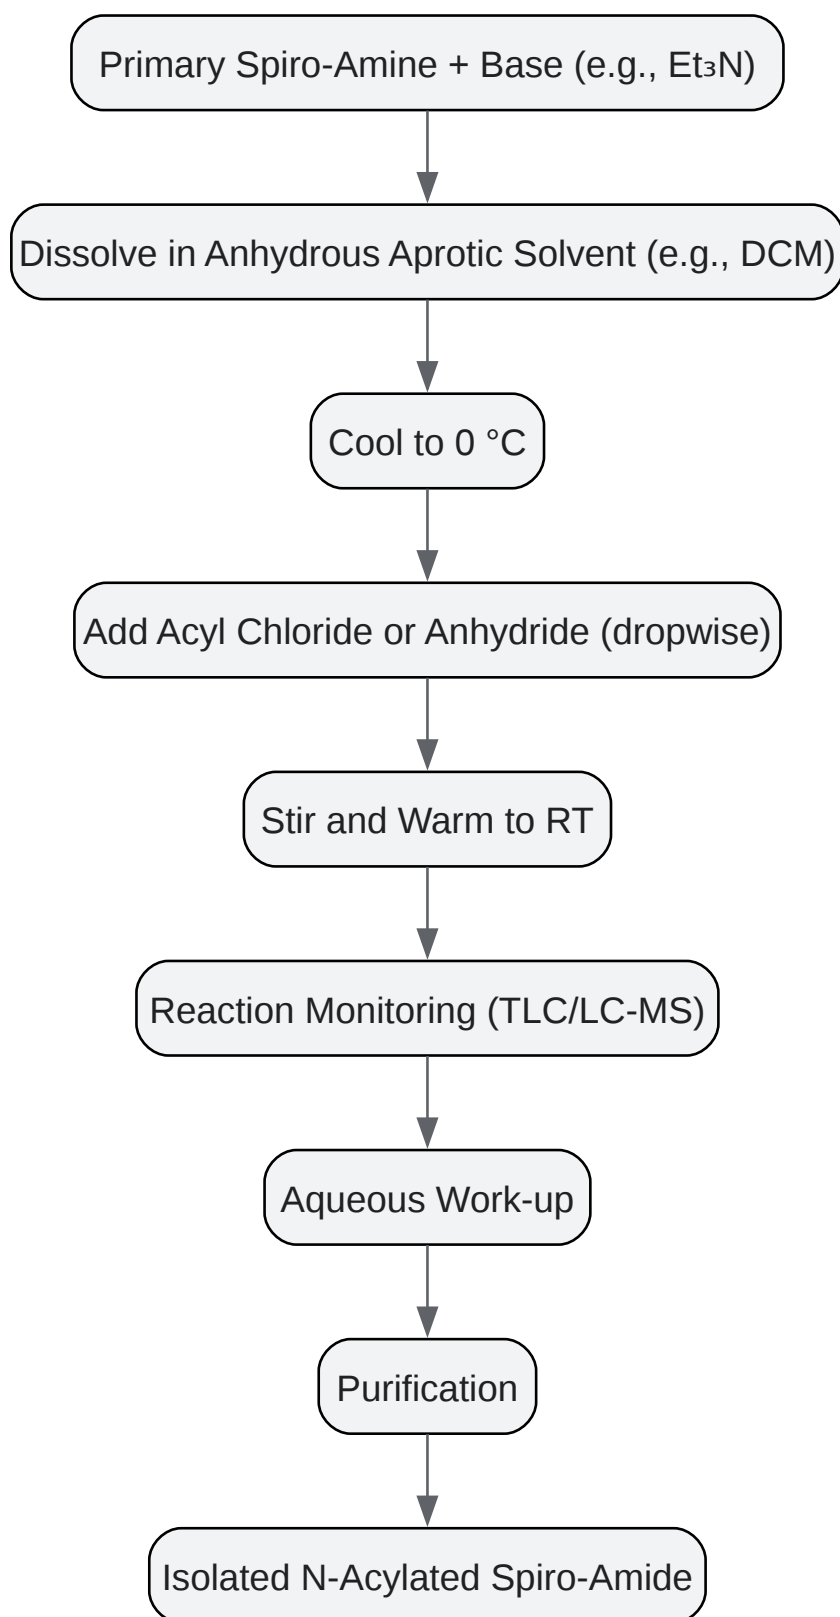 Primary Spiro-Amine + Base (e.g., Et₃N)
Dissolve in Anhydrous Aprotic Solvent (e.g., DCM)
Cool to 0 °C
Add Acyl Chloride or Anhydride (dropwise)
Stir and Warm to RT
Reaction Monitoring (TLC/LC-MS)
Aqueous Work-up
Purification
Isolated N-Acylated Spiro-Amide